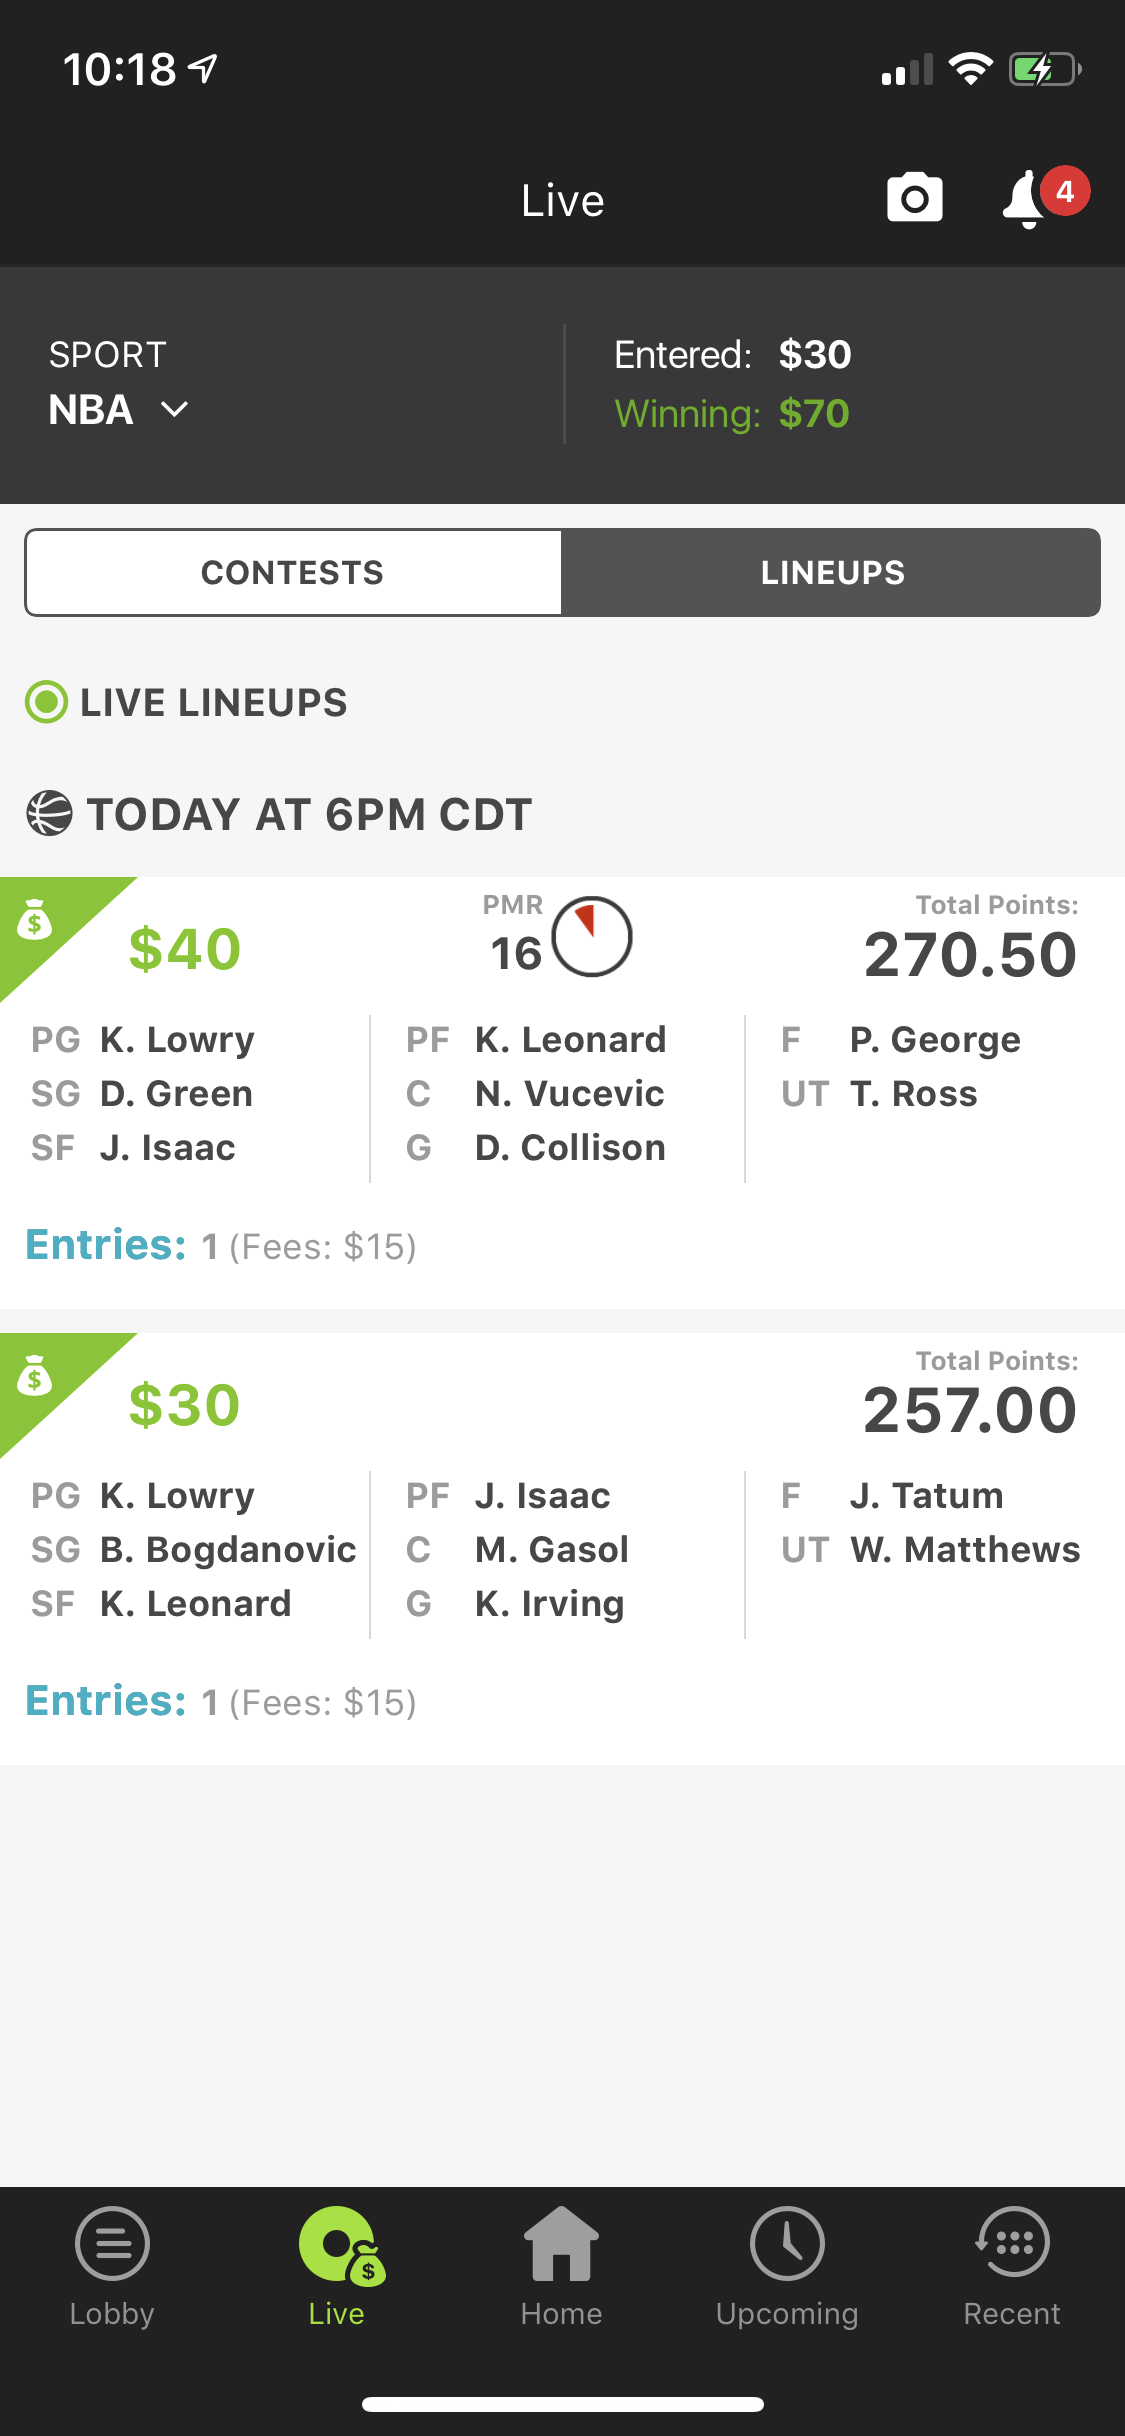 10:18
Live
4
SPORT
NBA
Entered: $30
Winning: $70
CONTESTS
LINEUPS
LIVE LINEUPS
TODAY AT 6PM CDT
$
$40
PMR
16
Total Points:
270.50
PG K. Lowry
SG D. Green
SF J. Isaac
PF K. Leonard
C N. Vucevic
G D. Collison
F P. George
UT T. Ross
Entries: 1 (Fees: $15)
$
$30
Total Points:
257.00
PG K. Lowry
SG B. Bogdanovic
SF K. Leonard
PF J. Isaac
C M. Gasol
G K. Irving
F J. Tatum
UT W. Matthews
Entries: 1 (Fees: $15)
$
Lobby
Live
Home
Upcoming
Recent